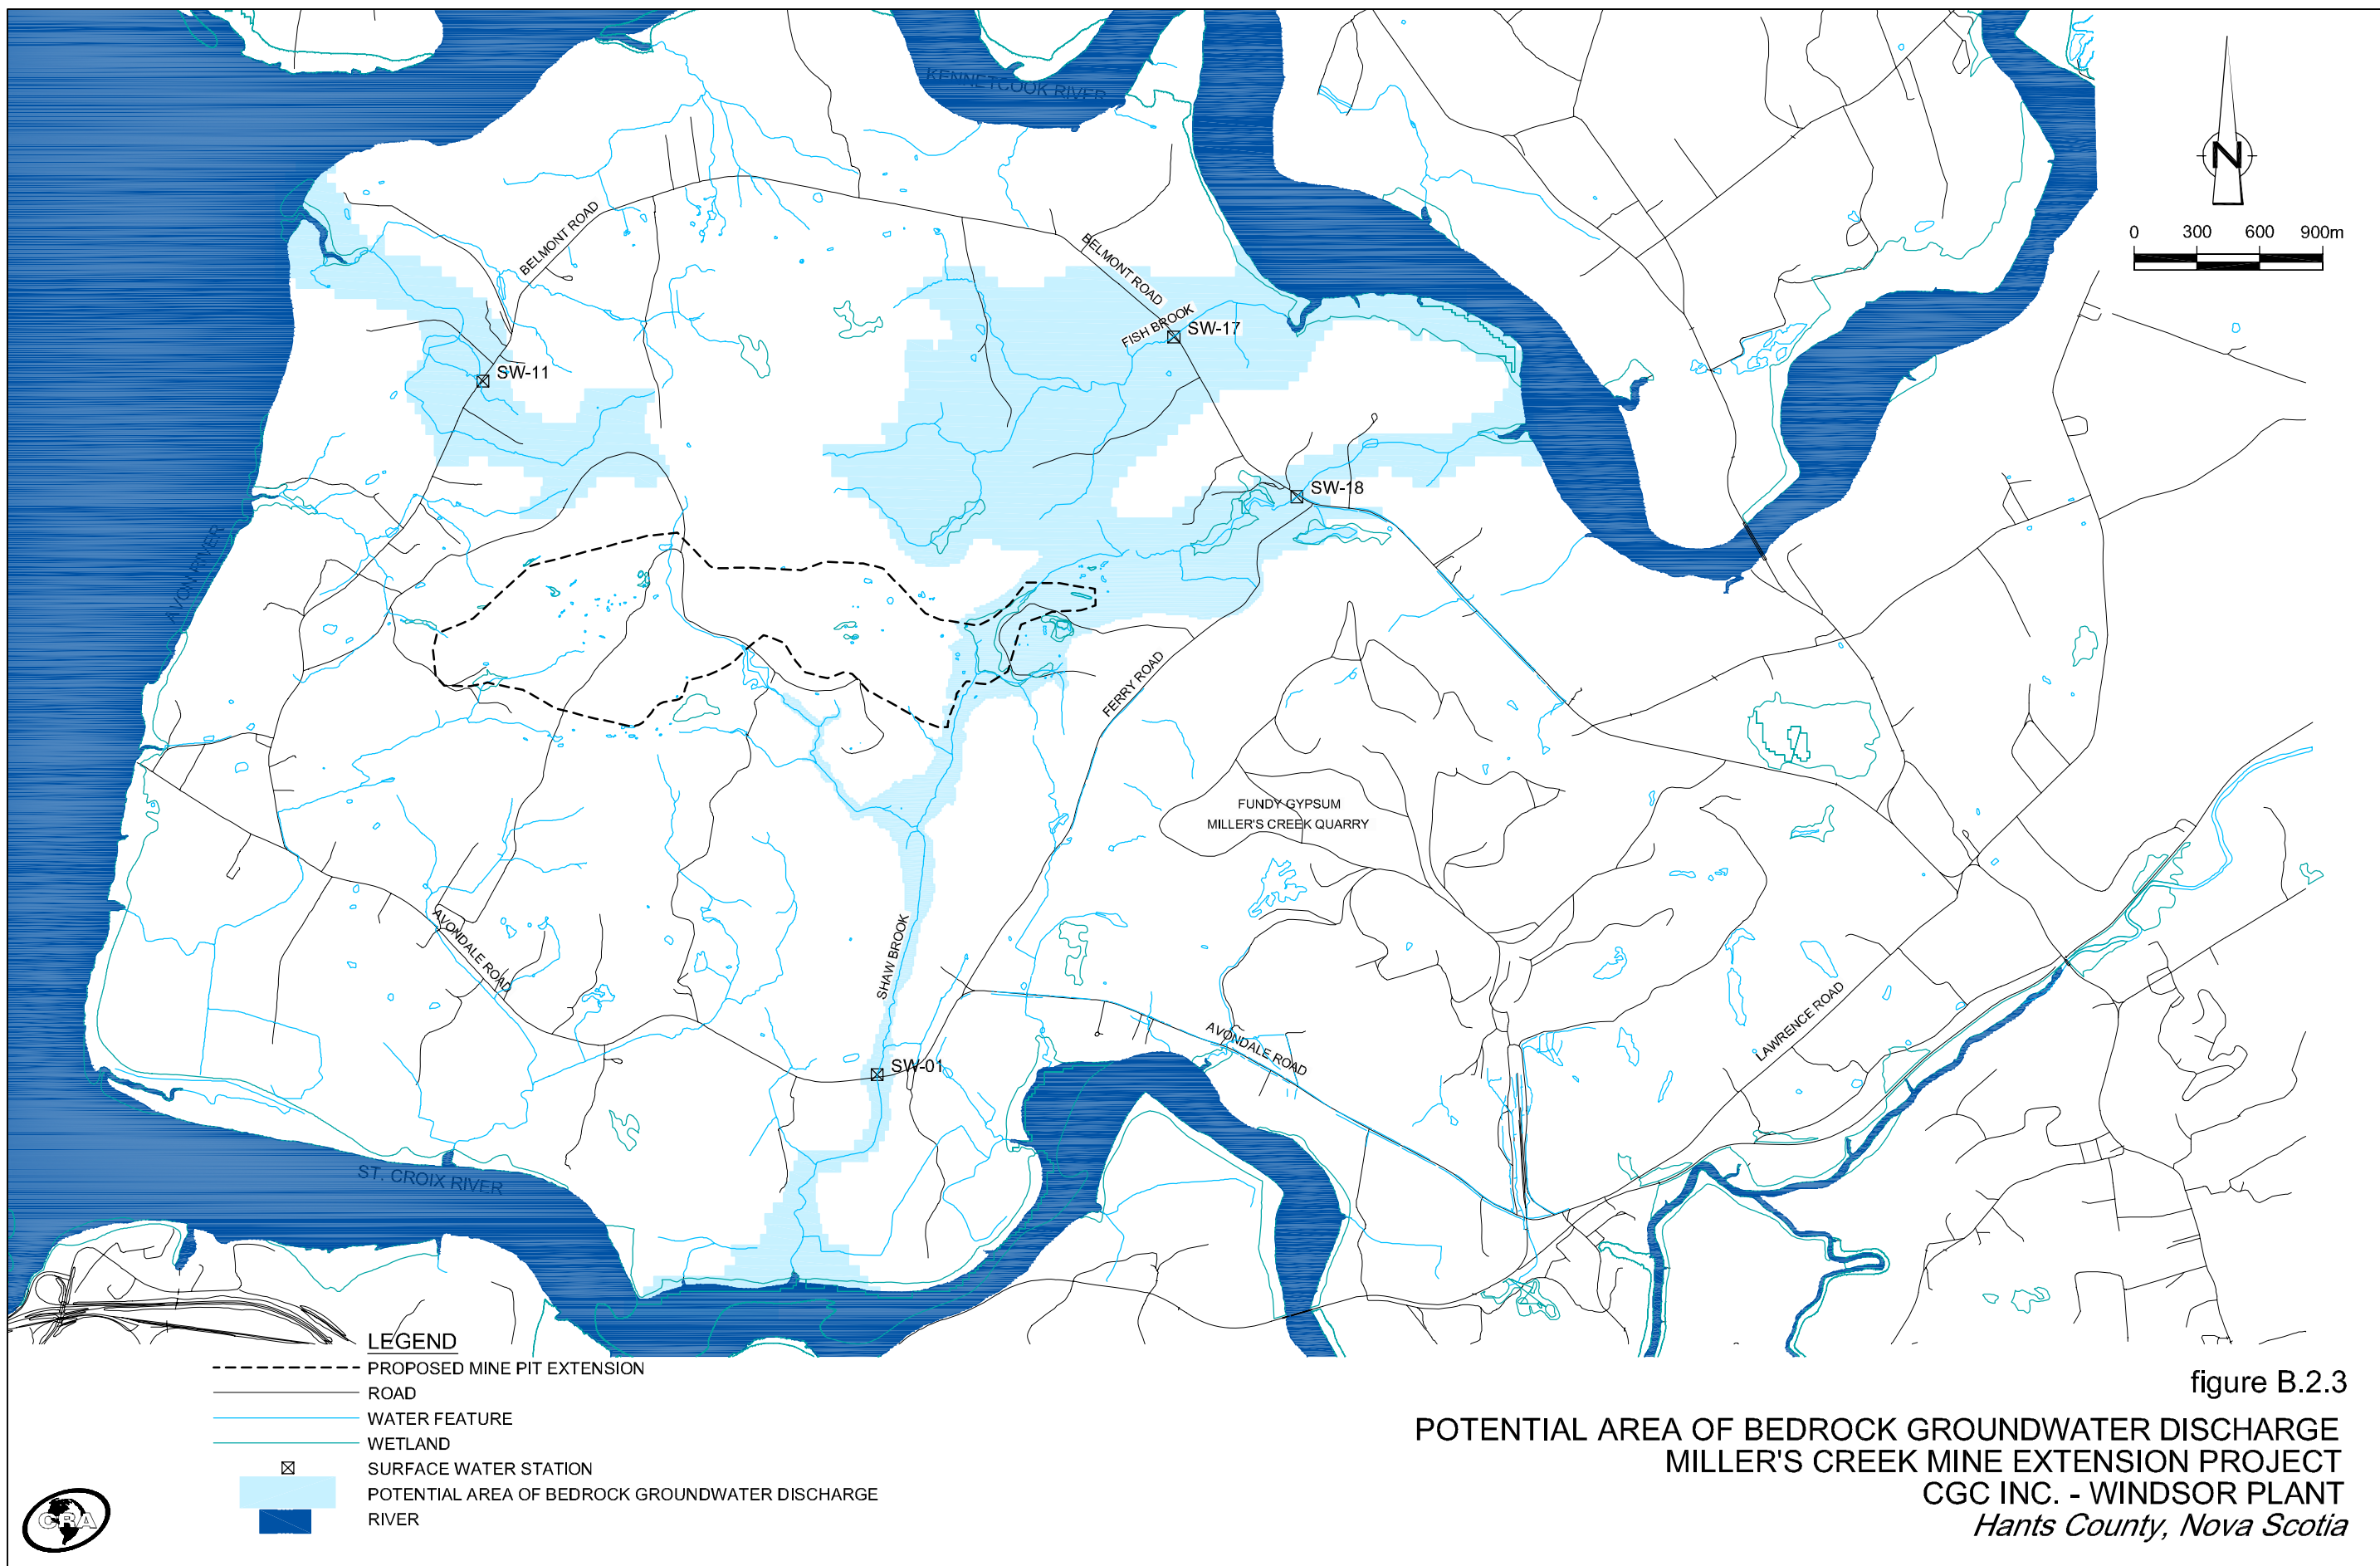 KENNETCOOK RIVER
N
0 300 600 900m
BELMONT ROAD
BELMONT ROAD
FISH BROOK
SW-17
SW-11
SW-18
AVON RIVER
FERRY ROAD
FUNDY GYPSUM
MILLER'S CREEK QUARRY
AVONDALE ROAD
SHAW BROOK
LAWRENCE ROAD
AVONDALE ROAD
SW-01
ST. CROIX RIVER
LEGEND
PROPOSED MINE PIT EXTENSION
ROAD
WATER FEATURE
WETLAND
SURFACE WATER STATION
POTENTIAL AREA OF BEDROCK GROUNDWATER DISCHARGE
RIVER
CRA
figure B.2.3
POTENTIAL AREA OF BEDROCK GROUNDWATER DISCHARGE
MILLER'S CREEK MINE EXTENSION PROJECT
CGC INC. - WINDSOR PLANT
Hants County, Nova Scotia